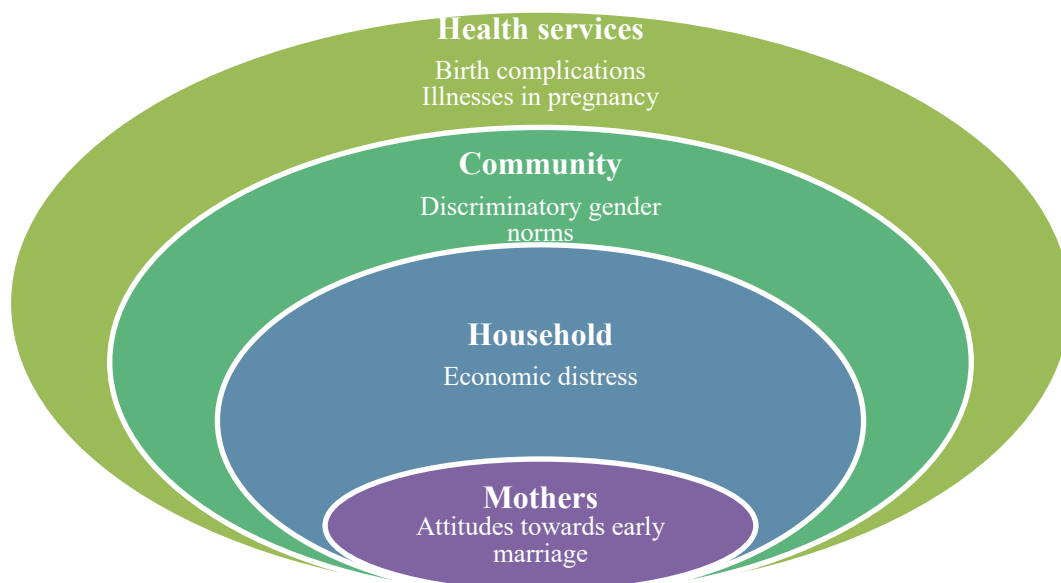 Health services
Birth complications
Illnesses in pregnancy
Community
Discriminatory gender
norms
Household
Economic distress
Mothers
Attitudes towards early
marriage